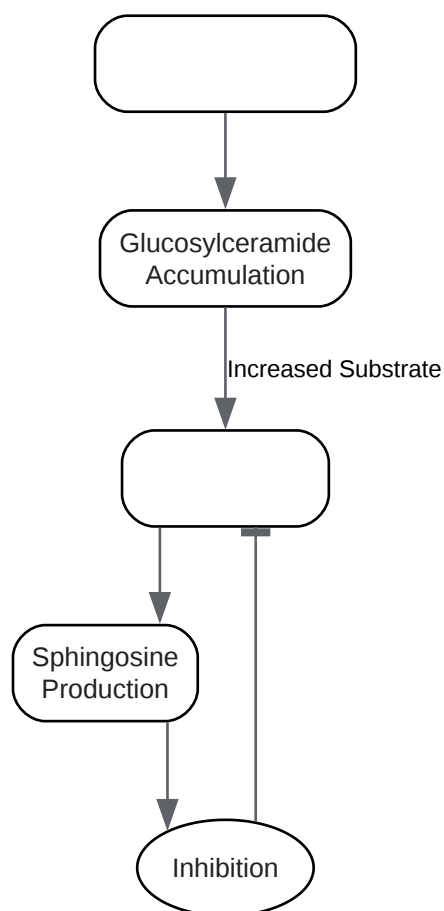 Glucosylceramide
Accumulation
Increased Substrate
Sphingosine
Production
Inhibition